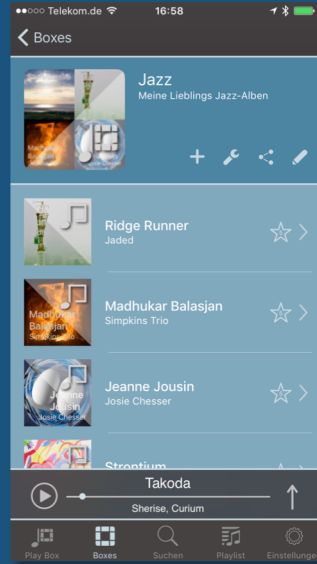 Telekom.de
16:58
Boxes
Jazz
Meine Lieblings Jazz-Alben
Ridge Runner
Jaded
Madhukar Balasjan
Simpkins Trio
Jeanne Jousin
Josie Chesser
Strontium
Takoda
Sherise, Curium
Play Box
Boxes
Suchen
Playlist
Einstellunge